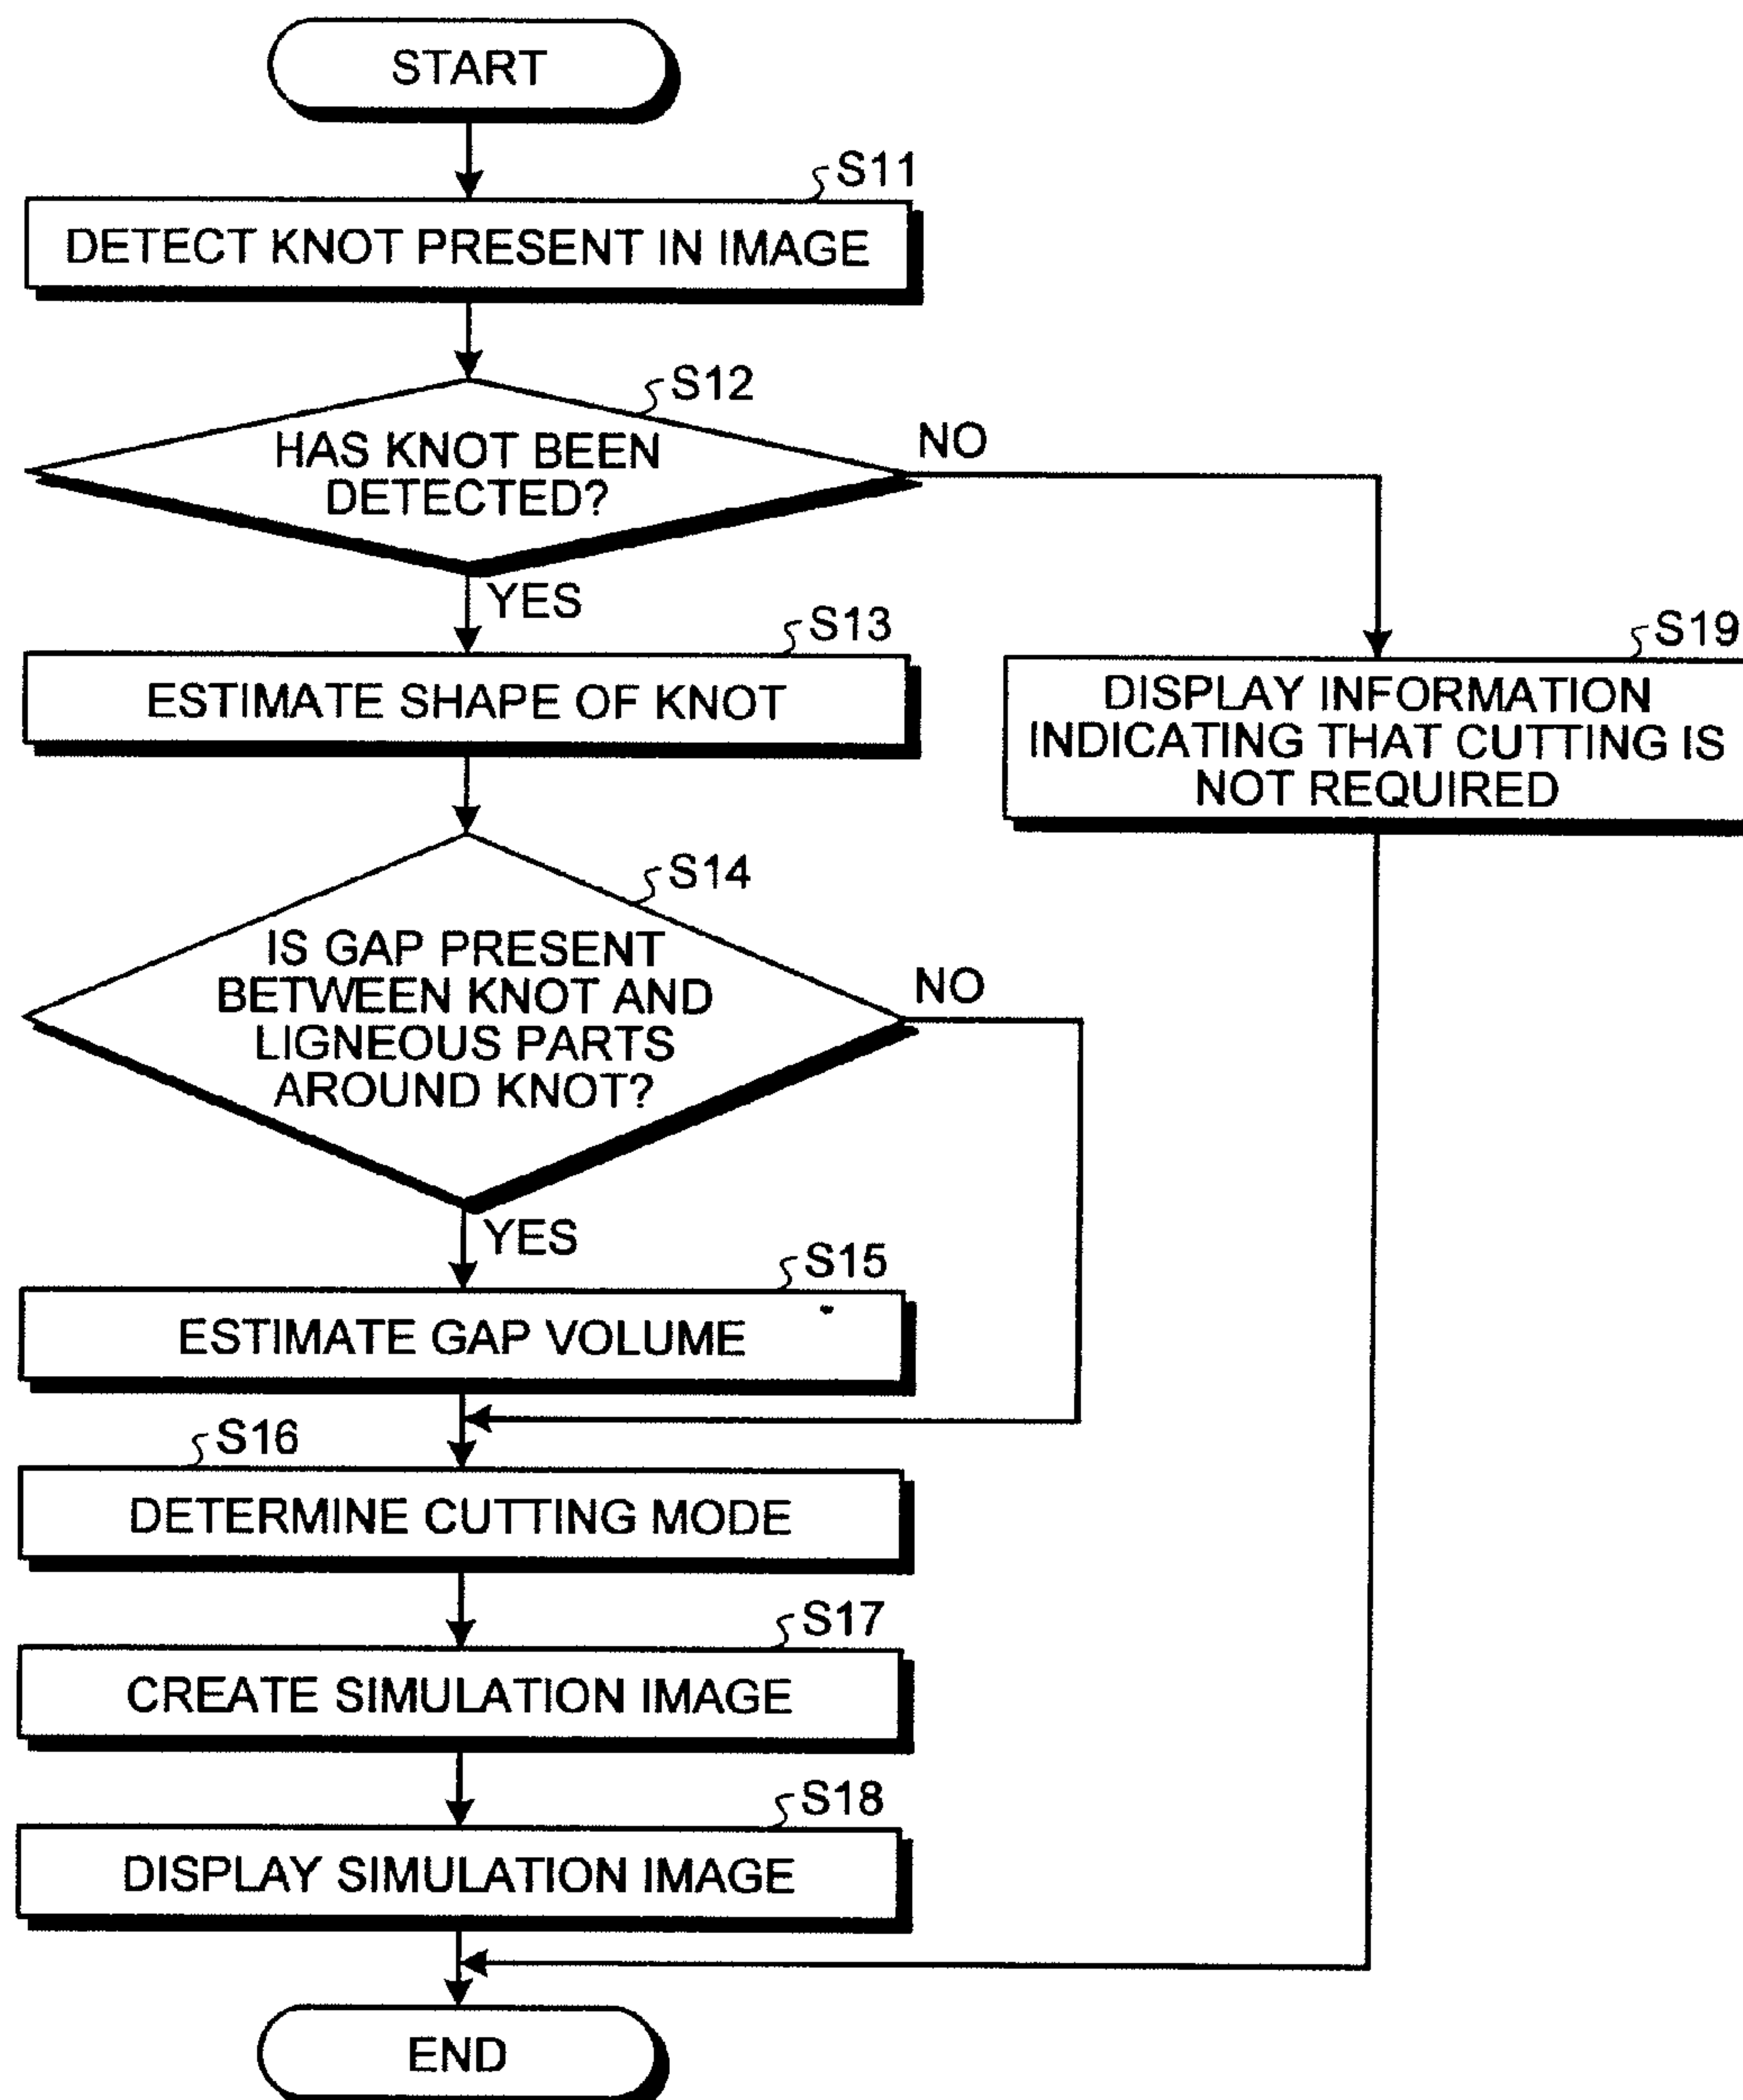 START
S11
DETECT KNOT PRESENT IN IMAGE
S12
HAS KNOT BEEN
DETECTED?
NO
YES
S13
ESTIMATE SHAPE OF KNOT
S19
DISPLAY INFORMATION
INDICATING THAT CUTTING IS
NOT REQUIRED
S14
IS GAP PRESENT
BETWEEN KNOT AND
LIGNEOUS PARTS
AROUND KNOT?
NO
YES
S15
ESTIMATE GAP VOLUME
S16
DETERMINE CUTTING MODE
S17
CREATE SIMULATION IMAGE
S18
DISPLAY SIMULATION IMAGE
END